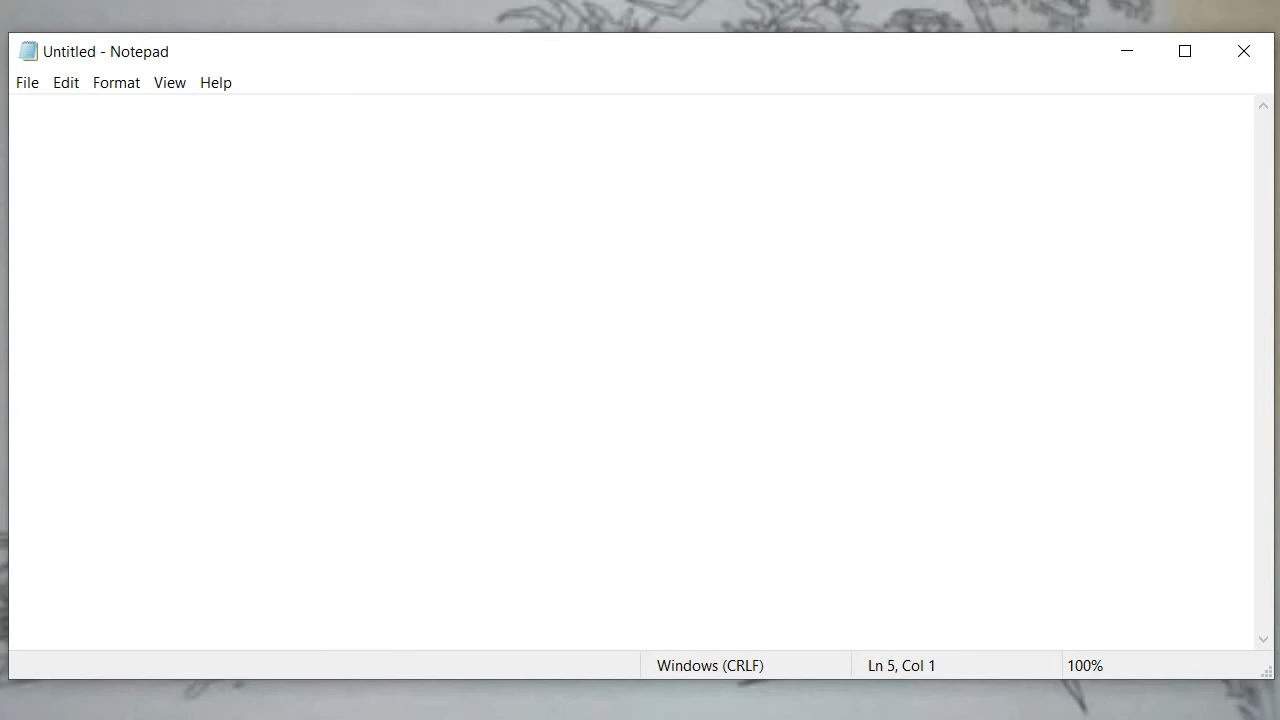 Untitled - Notepad
File Edit Format View Help
Windows (CRLF) Ln 5, Col 1 100%